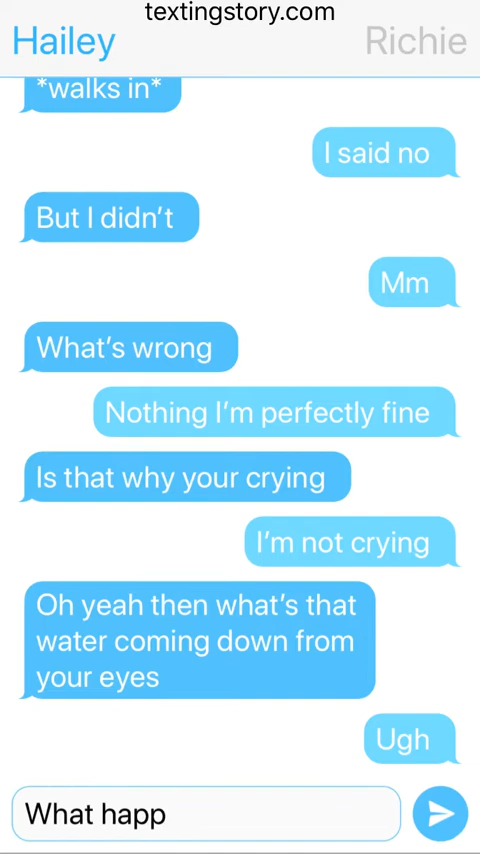 textingstory.com
Hailey
Richie
*walks in*
I said no
But I didn’t
Mm
What’s wrong
Nothing I’m perfectly fine
Is that why your crying
I’m not crying
Oh yeah then what’s that
water coming down from
your eyes
Ugh
What happ